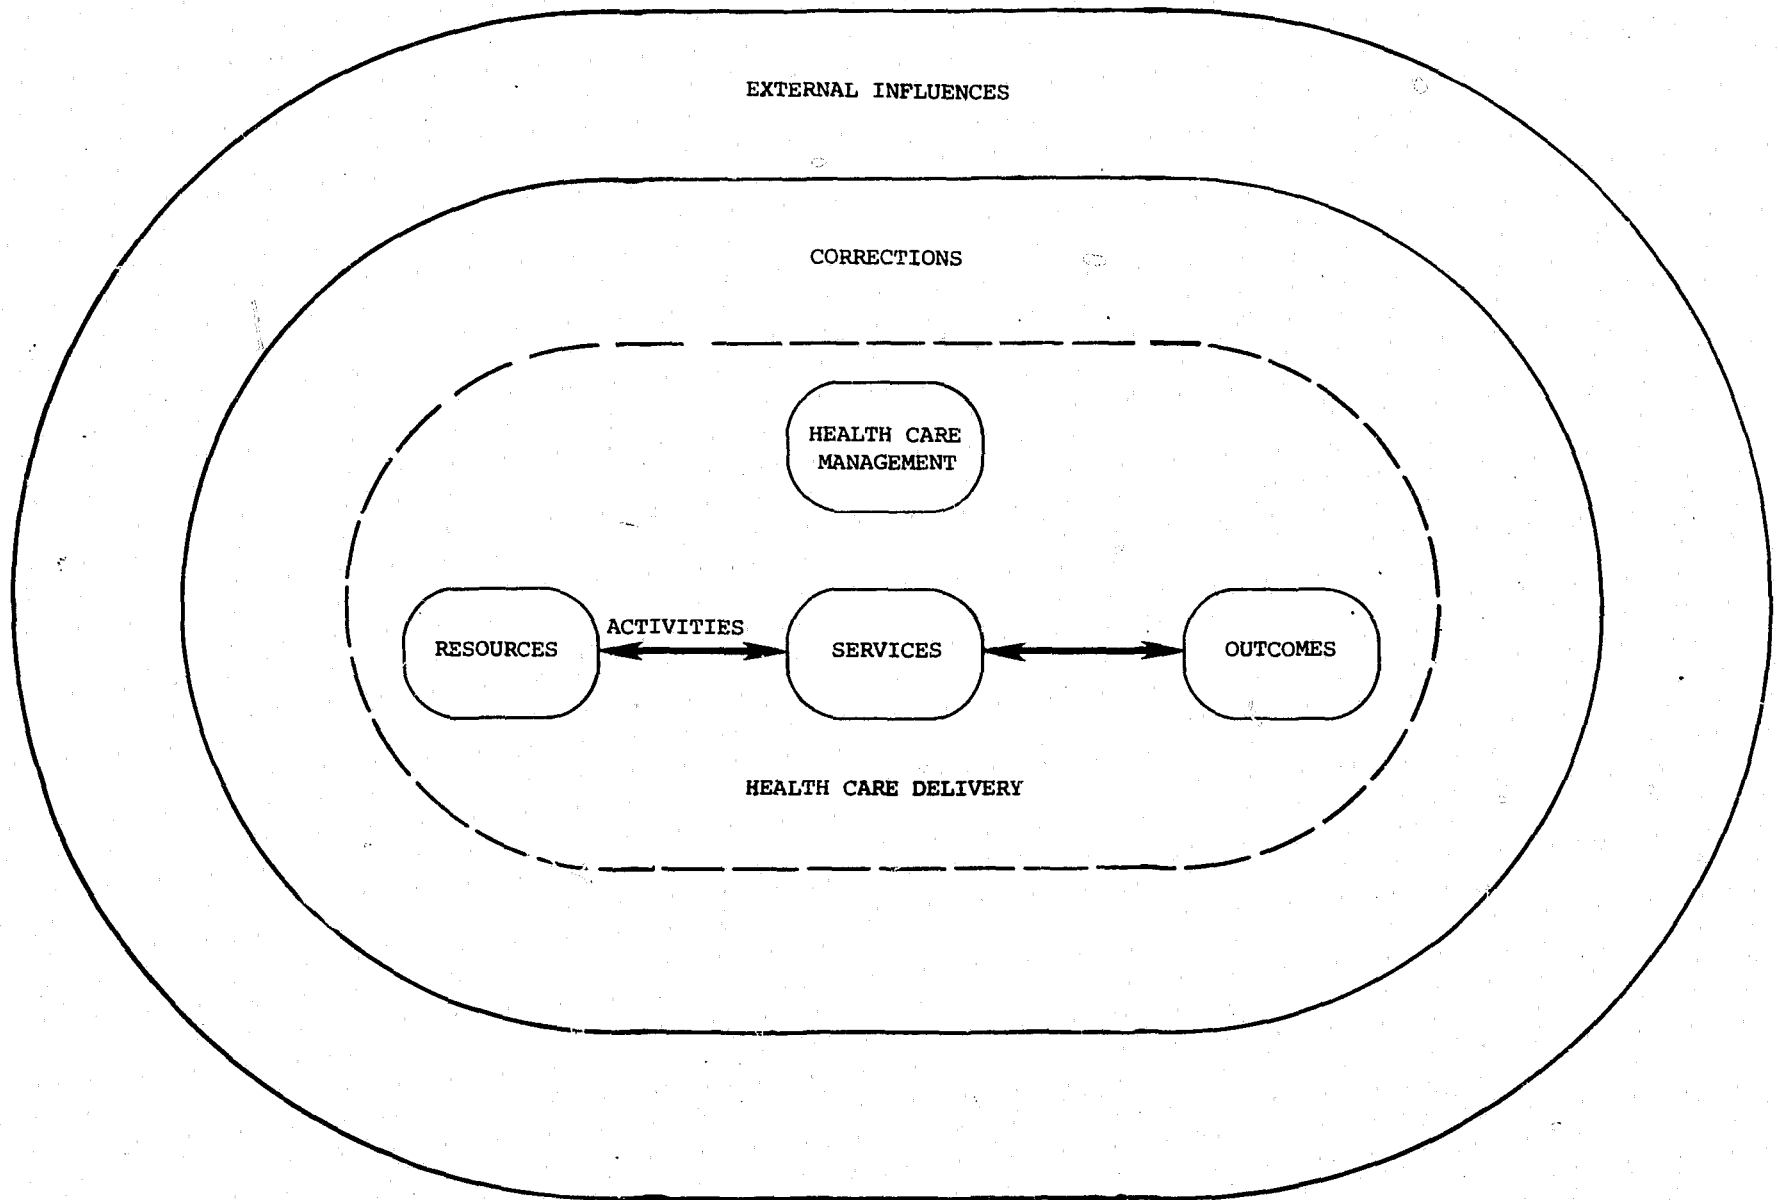 EXTERNAL INFLUENCES
CORRECTIONS
HEALTH CARE
MANAGEMENT
ACTIVITIES
RESOURCES
SERVICES
OUTCOMES
HEALTH CARE DELIVERY